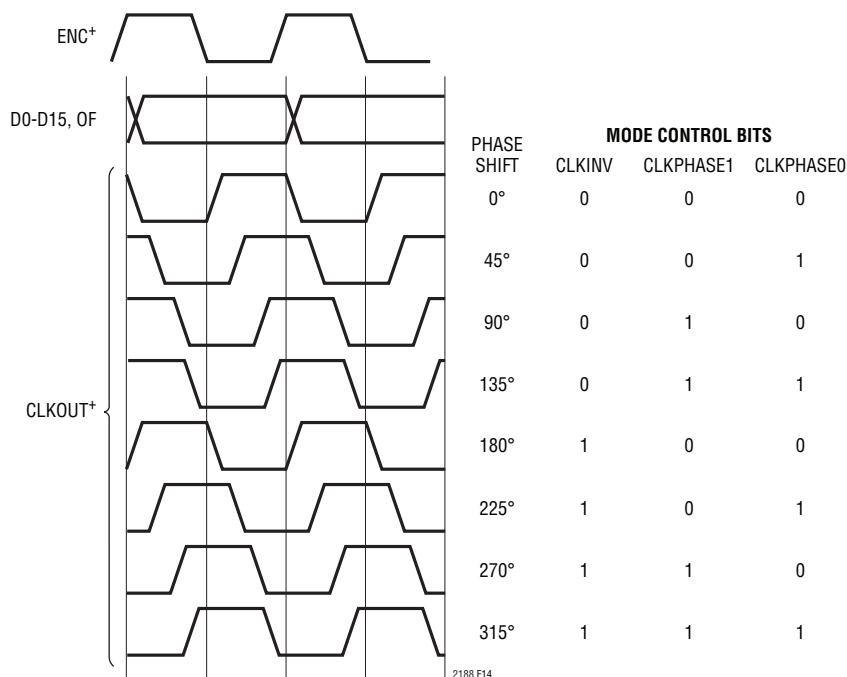 ENC+
D0-D15, OF
CLKOUT+
PHASE SHIFT
MODE CONTROL BITS
CLKINV CLKPHASE1 CLKPHASE0
0° 0 0 0
45° 0 0 1
90° 0 1 0
135° 0 1 1
180° 1 0 0
225° 1 0 1
270° 1 1 0
315° 1 1 1
2188 F14